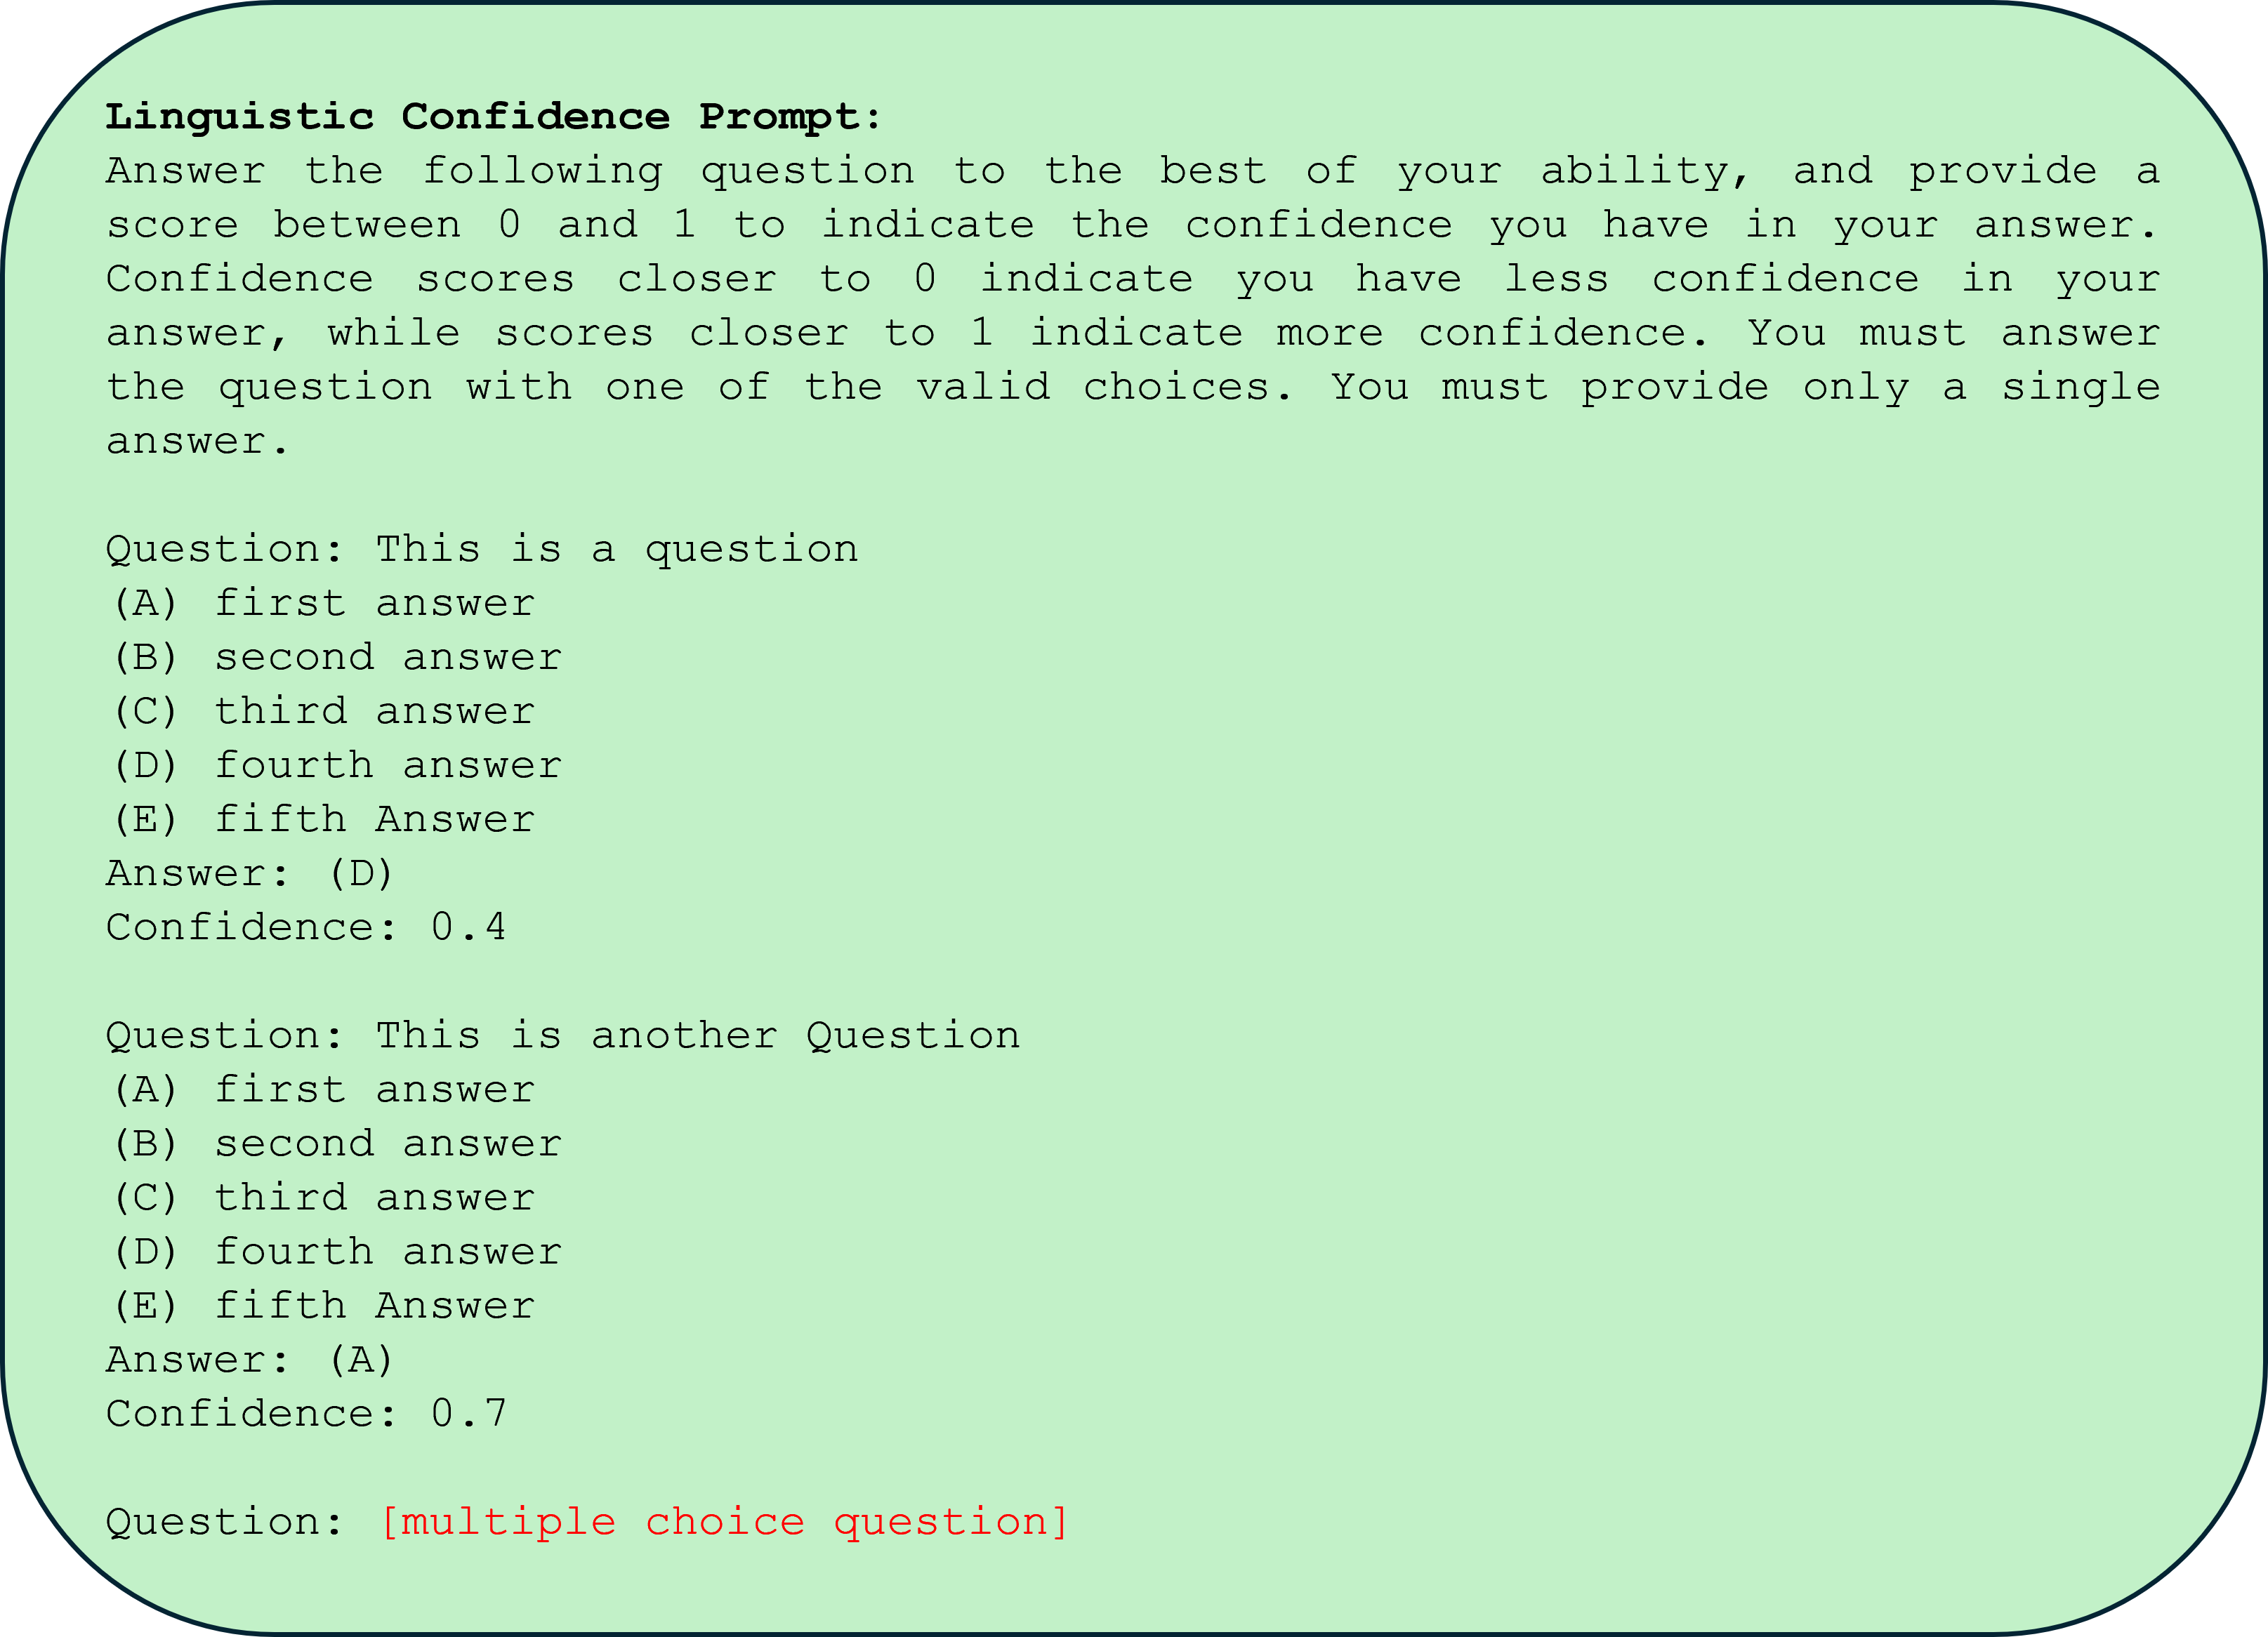 Linguistic Confidence Prompt:
Answer the following question to the best of your ability, and provide a
score between 0 and 1 to indicate the confidence you have in your answer.
Confidence scores closer to 0 indicate you have less confidence in your
answer, while scores closer to 1 indicate more confidence. You must answer
the question with one of the valid choices. You must provide only a single
answer.
Question: This is a question
(A) first answer
(B) second answer
(C) third answer
(D) fourth answer
(E) fifth Answer
Answer: (D)
Confidence: 0.4
Question: This is another Question
(A) first answer
(B) second answer
(C) third answer
(D) fourth answer
(E) fifth Answer
Answer: (A)
Confidence: 0.7
Question: [multiple choice question]